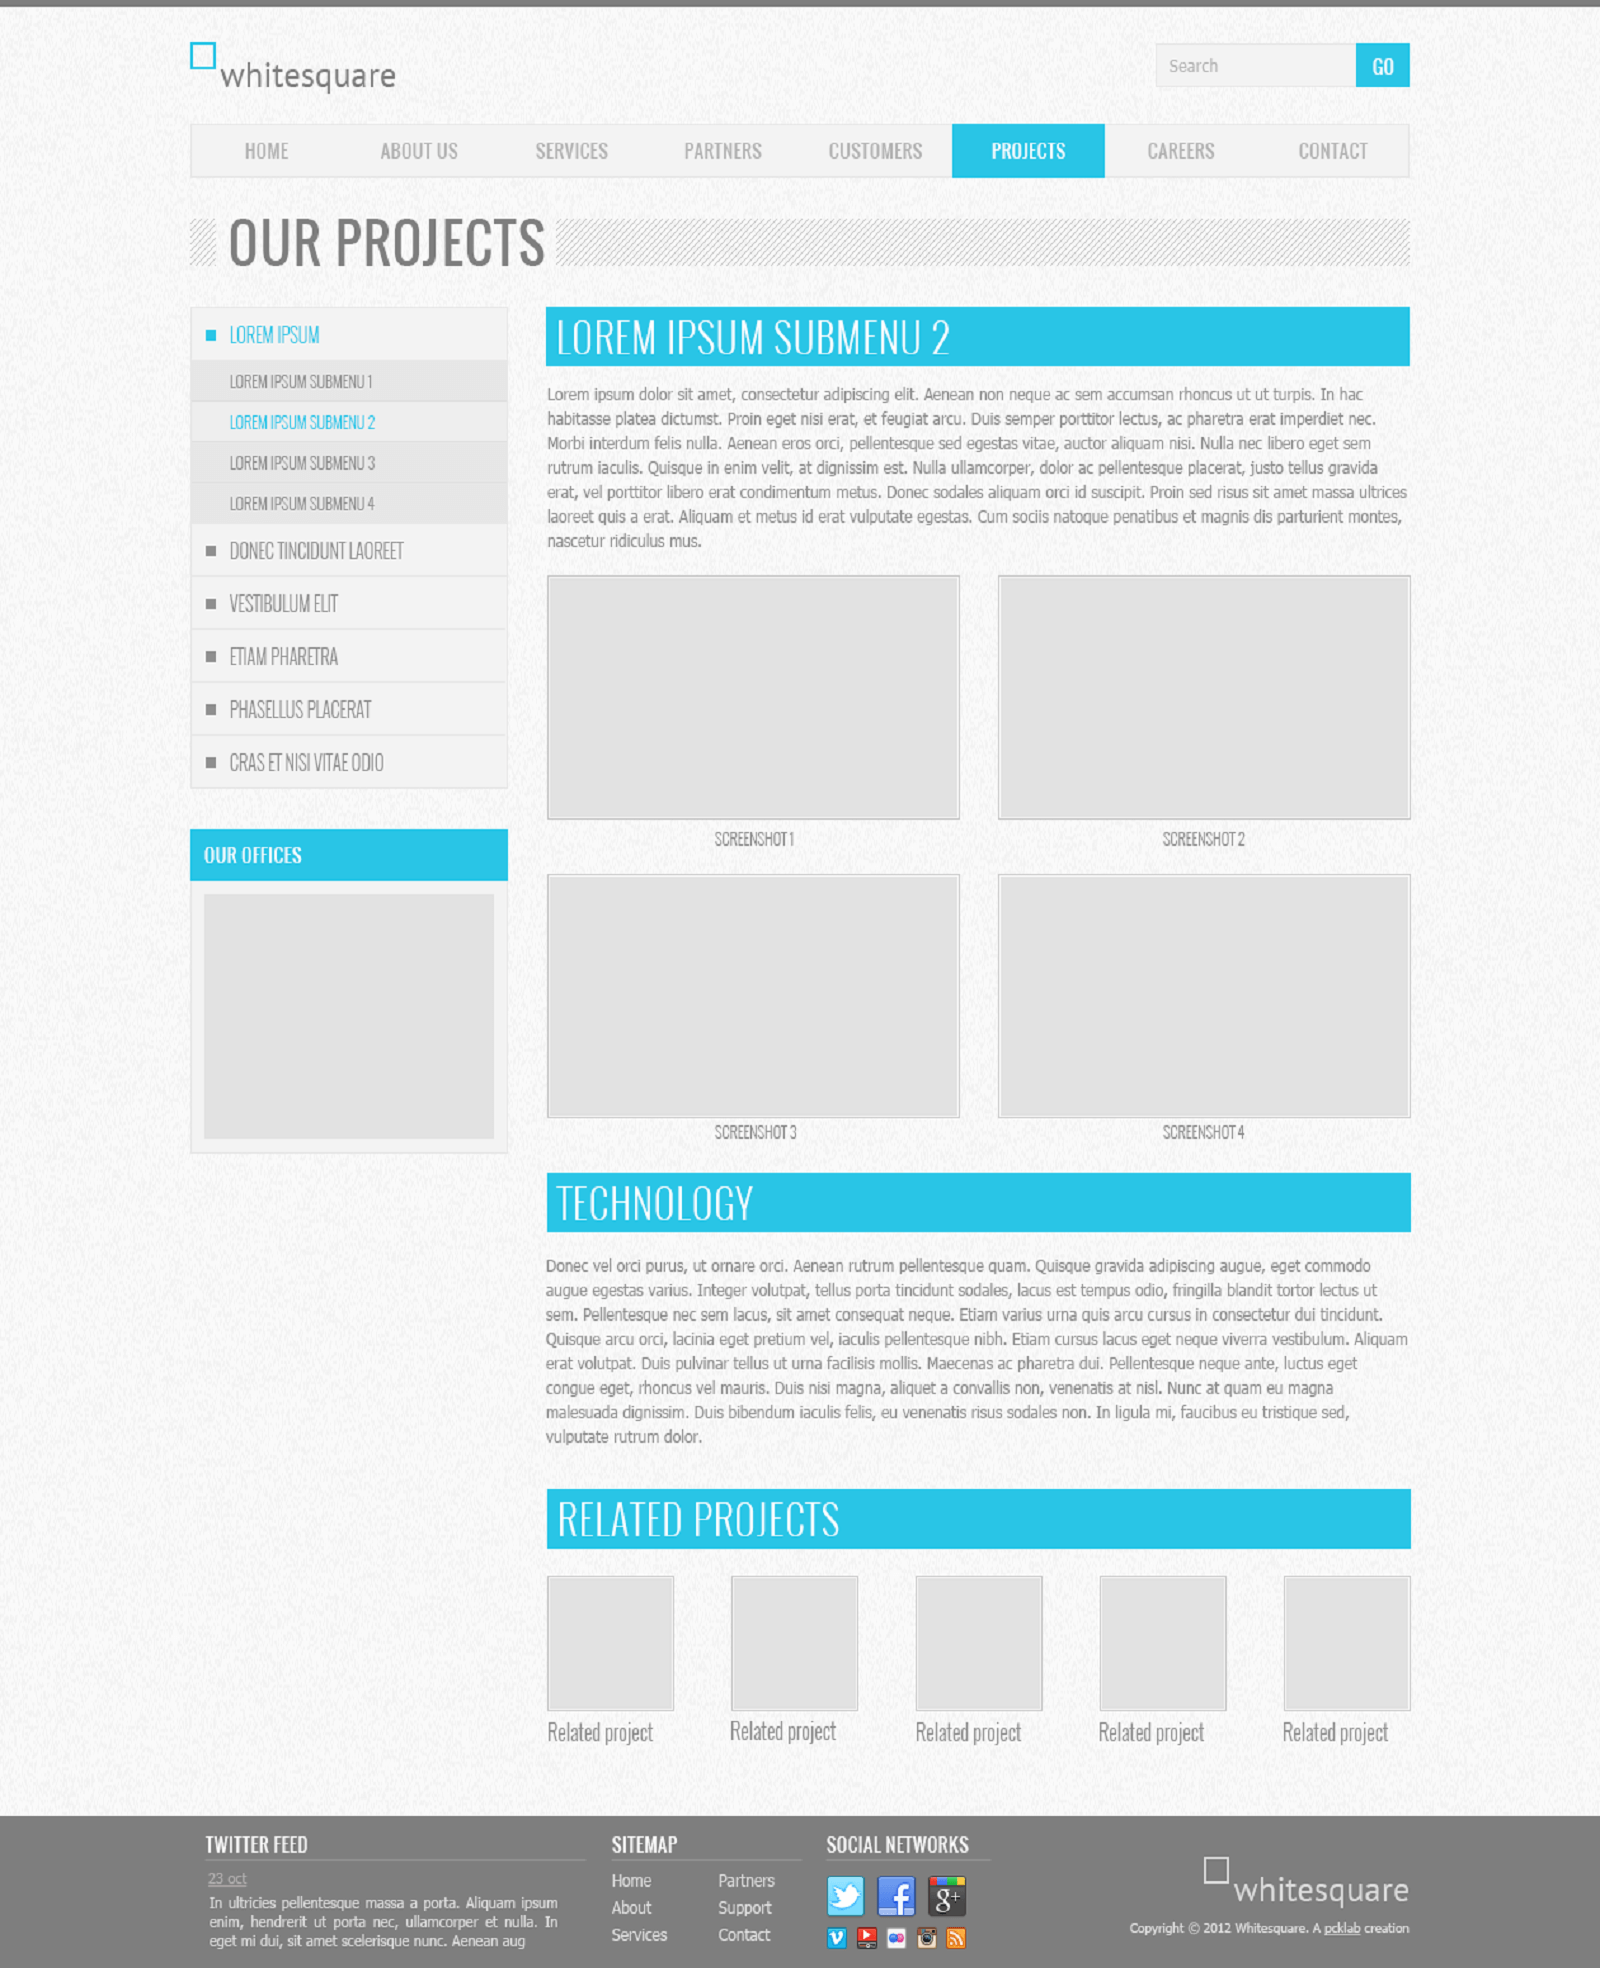 whitesquare
Search
GO
HOME
ABOUT US
SERVICES
PARTNERS
CUSTOMERS
PROJECTS
CAREERS
CONTACT
OUR PROJECTS
LOREM IPSUM
LOREM IPSUM SUBMENU 1
LOREM IPSUM SUBMENU 2
LOREM IPSUM SUBMENU 3
LOREM IPSUM SUBMENU 4
DONEC TINCIDUNT LAOREET
VESTIBULUM ELIT
ETIAM PHARETRA
PHASELLUS PLACERAT
CRAS ET NISI VITAE ODIO
OUR OFFICES
LOREM IPSUM SUBMENU 2
Lorem ipsum dolor sit amet, consectetur adipiscing elit. Aenean non neque ac sem accumsan rhoncus ut ut turpis. In hac
habitasse platea dictumst. Proin eget nisi erat, et feugiat arcu. Duis semper porttitor lectus, ac pharetra erat imperdiet nec.
Morbi interdum felis nulla. Aenean eros orci, pellentesque sed egestas vitae, auctor aliquam nisi. Nulla nec libero eget sem
rutrum iaculis. Quisque in enim velit, at dignissim est. Nulla ullamcorper, dolor ac pellentesque placerat, justo tellus gravida
erat, vel porttitor libero erat condimentum metus. Donec sodales aliquam orci id suscipit. Proin sed risus sit amet massa ultrices
laoreet quis a erat. Aliquam et metus id erat vulputate egestas. Cum sociis natoque penatibus et magnis dis parturient montes,
nascetur ridiculus mus.
SCREENSHOT 1
SCREENSHOT 2
SCREENSHOT 3
SCREENSHOT 4
TECHNOLOGY
Donec vel orci purus, ut ornare orci. Aenean rutrum pellentesque quam. Quisque gravida adipiscing augue, eget commodo
augue egestas varius. Integer volutpat, tellus porta tincidunt sodales, lacus est tempus odio, fringilla blandit tortor lectus ut
sem. Pellentesque nec sem lacus, sit amet consequat neque. Etiam varius urna quis arcu cursus in consectetur dui tincidunt.
Quisque arcu orci, lacinia eget pretium vel, iaculis pellentesque nibh. Etiam cursus lacus eget neque viverra vestibulum. Aliquam
erat volutpat. Duis pulvinar tellus ut urna facilisis mollis. Maecenas ac pharetra dui. Pellentesque neque ante, luctus eget
congue eget, rhoncus vel mauris. Duis nisi magna, aliquet a convallis non, venenatis at nisl. Nunc at quam eu magna
malesuada dignissim. Duis bibendum iaculis felis, eu venenatis risus sodales non. In ligula mi, faucibus eu tristique sed,
vulputate rutrum dolor.
RELATED PROJECTS
Related project
Related project
Related project
Related project
Related project
TWITTER FEED
23 oct
In ultricies pellentesque massa a porta. Aliquam ipsum
enim, hendrerit ut porta nec, ullamcorper et nulla. In
eget mi dui, sit amet scelerisque nunc. Aenean aug
SITEMAP
Home
Partners
About
Support
Services
Contact
SOCIAL NETWORKS
whitesquare
Copyright © 2012 Whitesquare. A pcklab creation